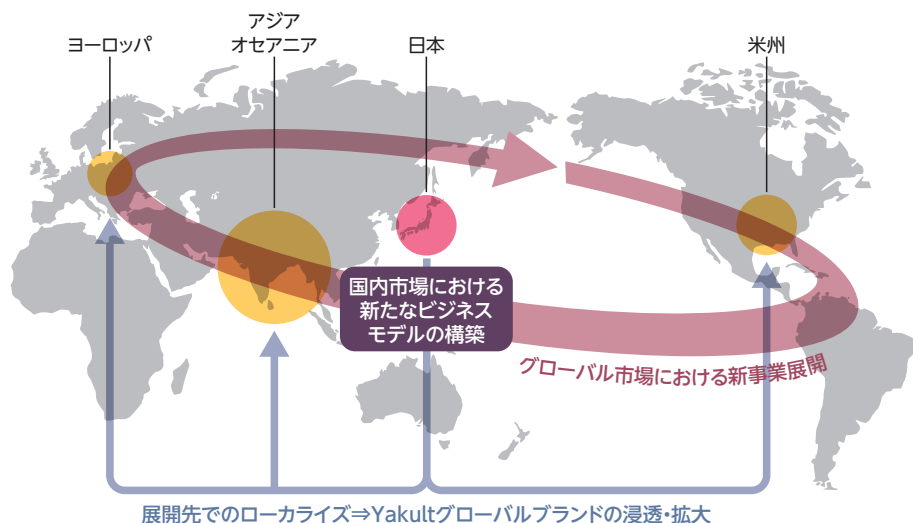 ヨーロッパ
アジア
オセアニア
日本
米州
国内市場における
新たなビジネス
モデルの構築
グローバル市場における新事業展開
展開先でのローカライズ⇒Yakultグローバルブランドの浸透・拡大